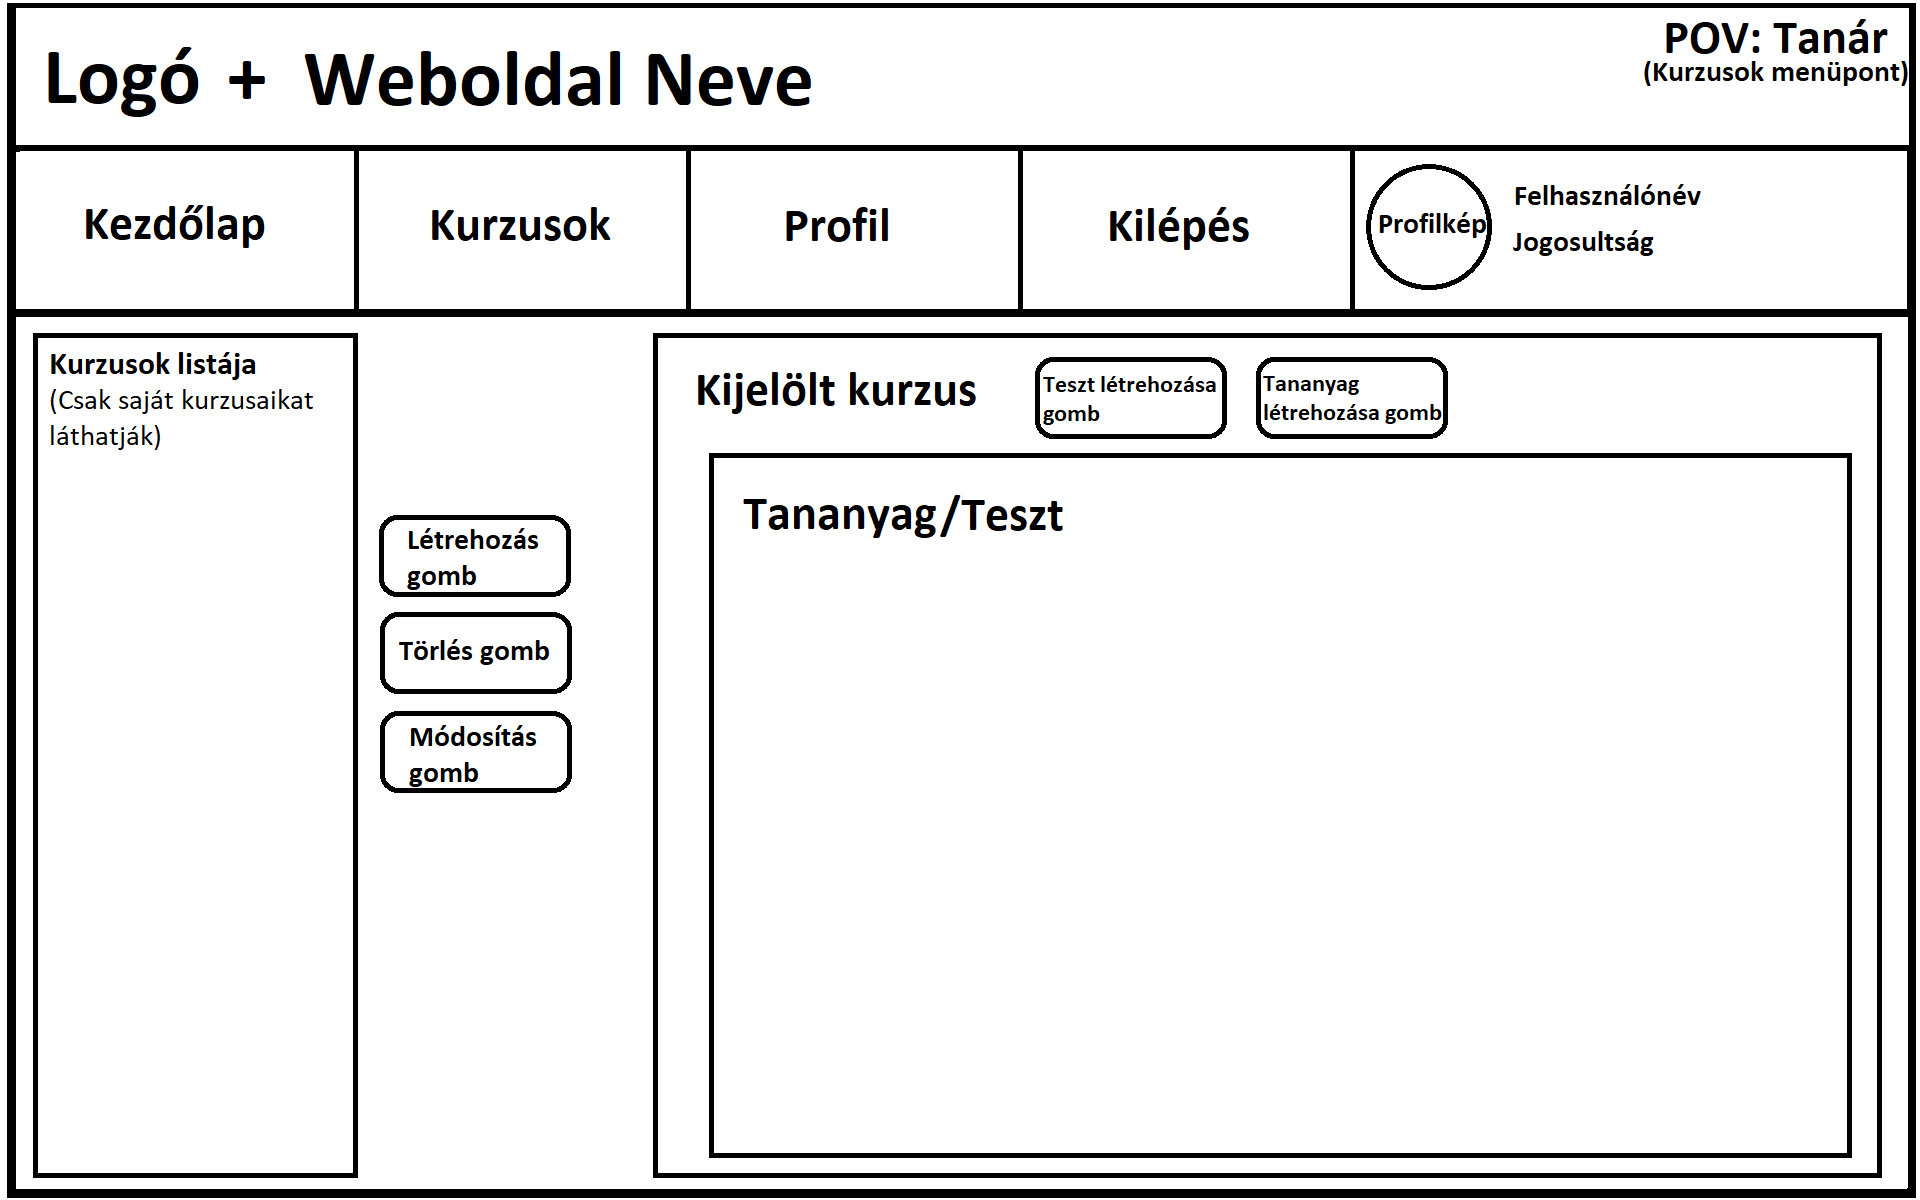 Logó + Weboldal Neve
POV: Tanár
(Kurzusok menüpont)
Kezdőlap
Kurzusok
Profil
Kilépés
Profilkép
Felhasználónév
Jogosultság
Kurzusok listája
(Csak saját kurzusaikat
láthatják)
Létrehozás
gomb
Törlés gomb
Módosítás
gomb
Kijelölt kurzus
Teszt létrehozása
gomb
Tananyag
létrehozása gomb
Tananyag/Teszt